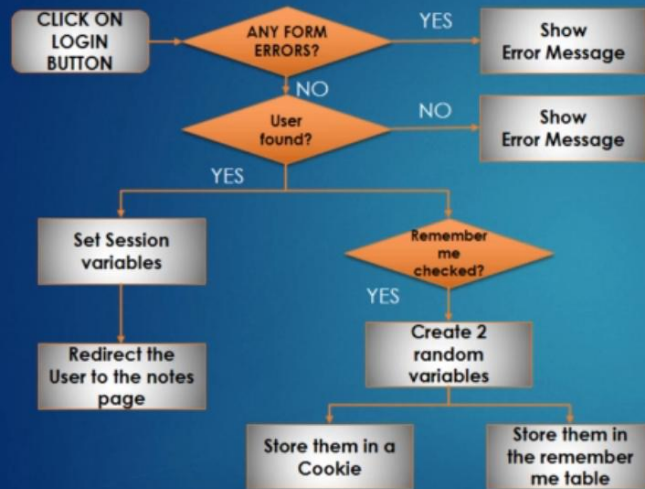 CLICK ON
LOGIN
BUTTON
ANY FORM
ERRORS?
YES
Show
Error Message
NO
User
found?
NO
Show
Error Message
YES
Set Session
variables
Remember
me
checked?
YES
Redirect the
User to the notes
page
Create 2
random
variables
Store them in a
Cookie
Store them in
the remember
me table